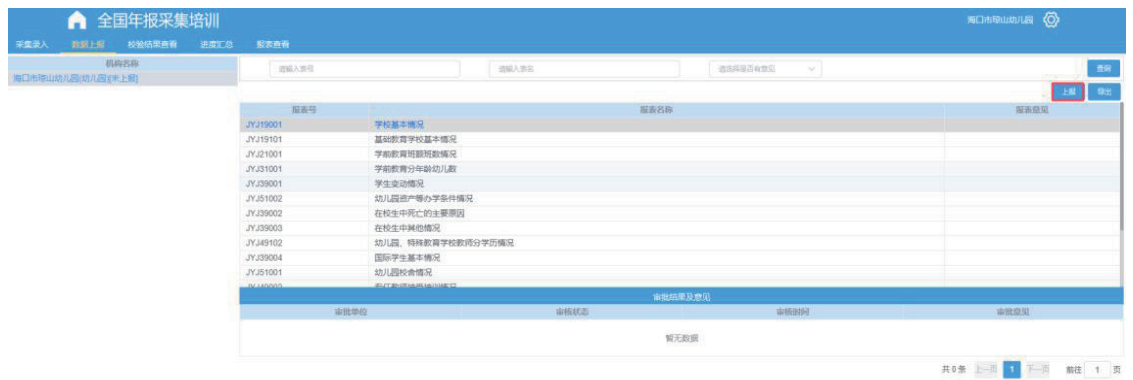 全国年报采集培训
海口市琼山幼儿园
采集录入 数据上报 校验结果查看 进度汇总 报表查看
机构名称
海口市琼山幼儿园(幼儿园)[未上报]
请输入表号 请输入表名 请选择是否有意见 查询
上报 导出
报表号 报表名称 报表意见
JYJ19001 学校基本情况
JYJ19101 基础教育学校基本情况
JYJ21001 学前教育班额班数情况
JYJ31001 学前教育分年龄幼儿数
JYJ39001 学生变动情况
JYJ51002 幼儿园资产等办学条件情况
JYJ39002 在校生中死亡的主要原因
JYJ39003 在校生中其他情况
JYJ49102 幼儿园、特殊教育学校教师分学历情况
JYJ39004 国际学生基本情况
JYJ51001 幼儿园校舍情况
审批结果及意见
审批单位 审核状态 审核时间 审批意见
暂无数据
共 0 条 上一页 1 下一页 前往 1 页